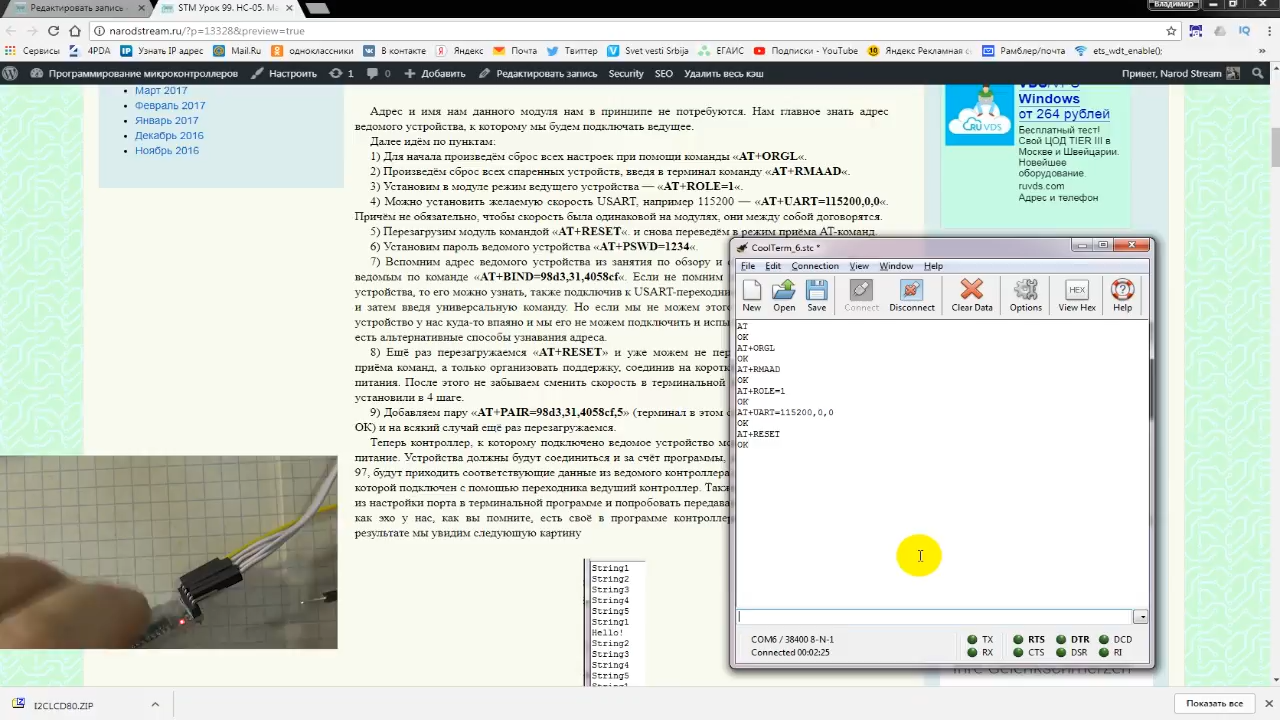 Редактировать запись -
STM Урок 99. HC-05. Ма
Владимир
narodstream.ru/?p=13328&preview=true
Сервисы
4PDA
Узнать IP адрес
Mail.Ru
одноклассники
В контакте
Яндекс
Почта
Твиттер
Svet vesti Srbija
ЕГАИС
Подписки - YouTube
Яндекс Рекламная с
Рамблер/почта
ets_wdt_enable();
Программирование микроконтроллеров
Настроить
1
0
Добавить
Редактировать запись
Security
SEO
Удалить весь кэш
Привет, Narod Stream
Март 2017
Февраль 2017
Январь 2017
Декабрь 2016
Ноябрь 2016
Адрес и имя нам данного модуля нам в принципе не потребуются. Нам главное знать адрес
ведомого устройства, к которому мы будем подключать ведущее.
Далее идём по пунктам:
1) Для начала произведём сброс всех настроек при помощи команды «AT+ORGL«.
2) Произведём сброс всех спаренных устройств, введя в терминал команду «AT+RMAAD«.
3) Установим в модуле режим ведущего устройства — «AT+ROLE=1«.
4) Можно установить желаемую скорость USART, например 115200 — «AT+UART=115200,0,0«.
Причём не обязательно, чтобы скорость была одинаковой на модулях, они между собой договорятся.
5) Перезагрузим модуль командой «AT+RESET«. и снова переведём в режим приёма AT-команд.
6) Установим пароль ведомого устройства «AT+PSWD=1234«.
7) Вспомним адрес ведомого устройства из занятия по обзору и
ведомым по команде «AT+BIND=98d3,31,4058cf«. Если не помним
устройства, то его можно узнать, также подключив к USART-переходни
и затем введя универсальную команду. Но если мы не можем этого
устройство у нас куда-то впаяно и мы его не можем подключить и испы
есть альтернативные способы узнавания адреса.
8) Ещё раз перезагружаемся «AT+RESET» и уже можем не пер
приёма команд, а только организовать поддержку, соединив на коротк
питания. После этого не забываем сменить скорость в терминальной
установили в 4 шаге.
9) Добавляем пару «AT+PAIR=98d3,31,4058cf,5» (терминал в этом с
ОК) и на всякий случай ещё раз перезагружаемся.
Теперь контроллер, к которому подключено ведомое устройство мо
питание. Устройства должны будут соединиться и за счёт программы,
97, будут приходить соответствующие данные из ведомого контроллера
которой подключен с помощью переходника ведущий контроллер. Такж
из настройки порта в терминальной программе и попробовать передава
как эхо у нас, как вы помните, есть своё в программе контроллер
результате мы увидим следующую картину
String1
String2
String3
String4
String5
String1
Hello!
String2
String3
String4
String5
VDS/VPS
Windows
от 264 рублей
RUVDS
Бесплатный тест!
Свой ЦОД TIER III в
Москве и Швейцарии.
Новейшее
оборудование.
ruvds.com
Адрес и телефон
CoolTerm_6.stc *
File
Edit
Connection
View
Window
Help
New
Open
Save
Connect
Disconnect
Clear Data
Options
HEX
View Hex
Help
AT
OK
AT+ORGL
OK
AT+RMAAD
OK
AT+ROLE=1
OK
AT+UART=115200,0,0
OK
AT+RESET
OK
COM6 / 38400 8-N-1
Connected 00:02:25
TX
RX
RTS
CTS
DTR
DSR
DCD
RI
Ihre Gelenkschmerzen
I2CLCD80.ZIP
Показать все